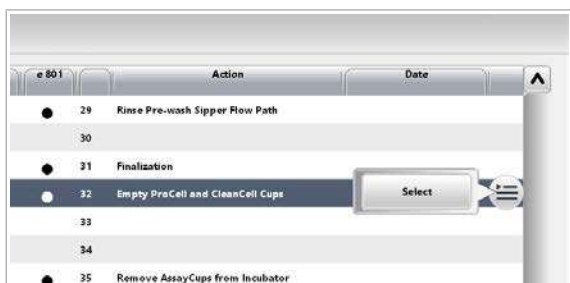 e 801 Action Date
29 Rinse Pre-wash Sipper Flow Path
30
31 Finalization
32 Empty ProCell and CleanCell Cups Select
33
34
35 Remove AssayCups from Incubator